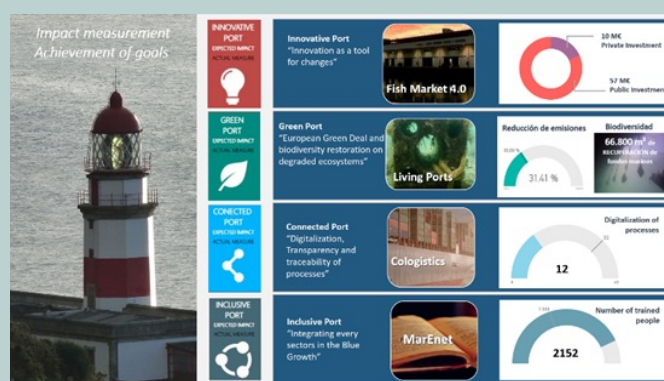 Impact measurement
Achievement of goals
INNOVATIVE
PORT
EXPECTED IMPACT
ACTUAL MEASURE
Innovative Port
"Innovation as a tool
for changes"
Fish Market 4.0
10 M€
Private Investment
57 M€
Public Investment
GREEN
PORT
EXPECTED IMPACT
ACTUAL MEASURE
Green Port
"European Green Deal and
biodiversity restoration on
degraded ecosystems"
Living Ports
Reducción de emisiones
31,41 %
Biodiversidad
66.800 m² de
RECUPERACIÓN de
fondos marinos
CONECTED
PORT
EXPECTED IMPACT
ACTUAL MEASURE
Connected Port
"Digitalization,
Transparency and
traceability of
processes"
Cologistics
Digitalization of
processes
12
INCLUSIVE
PORT
EXPECTED IMPACT
ACTUAL MEASURE
Inclusive Port
"Integrating every
sectors in the Blue
Growth"
MarEnet
Number of trained
people
2152